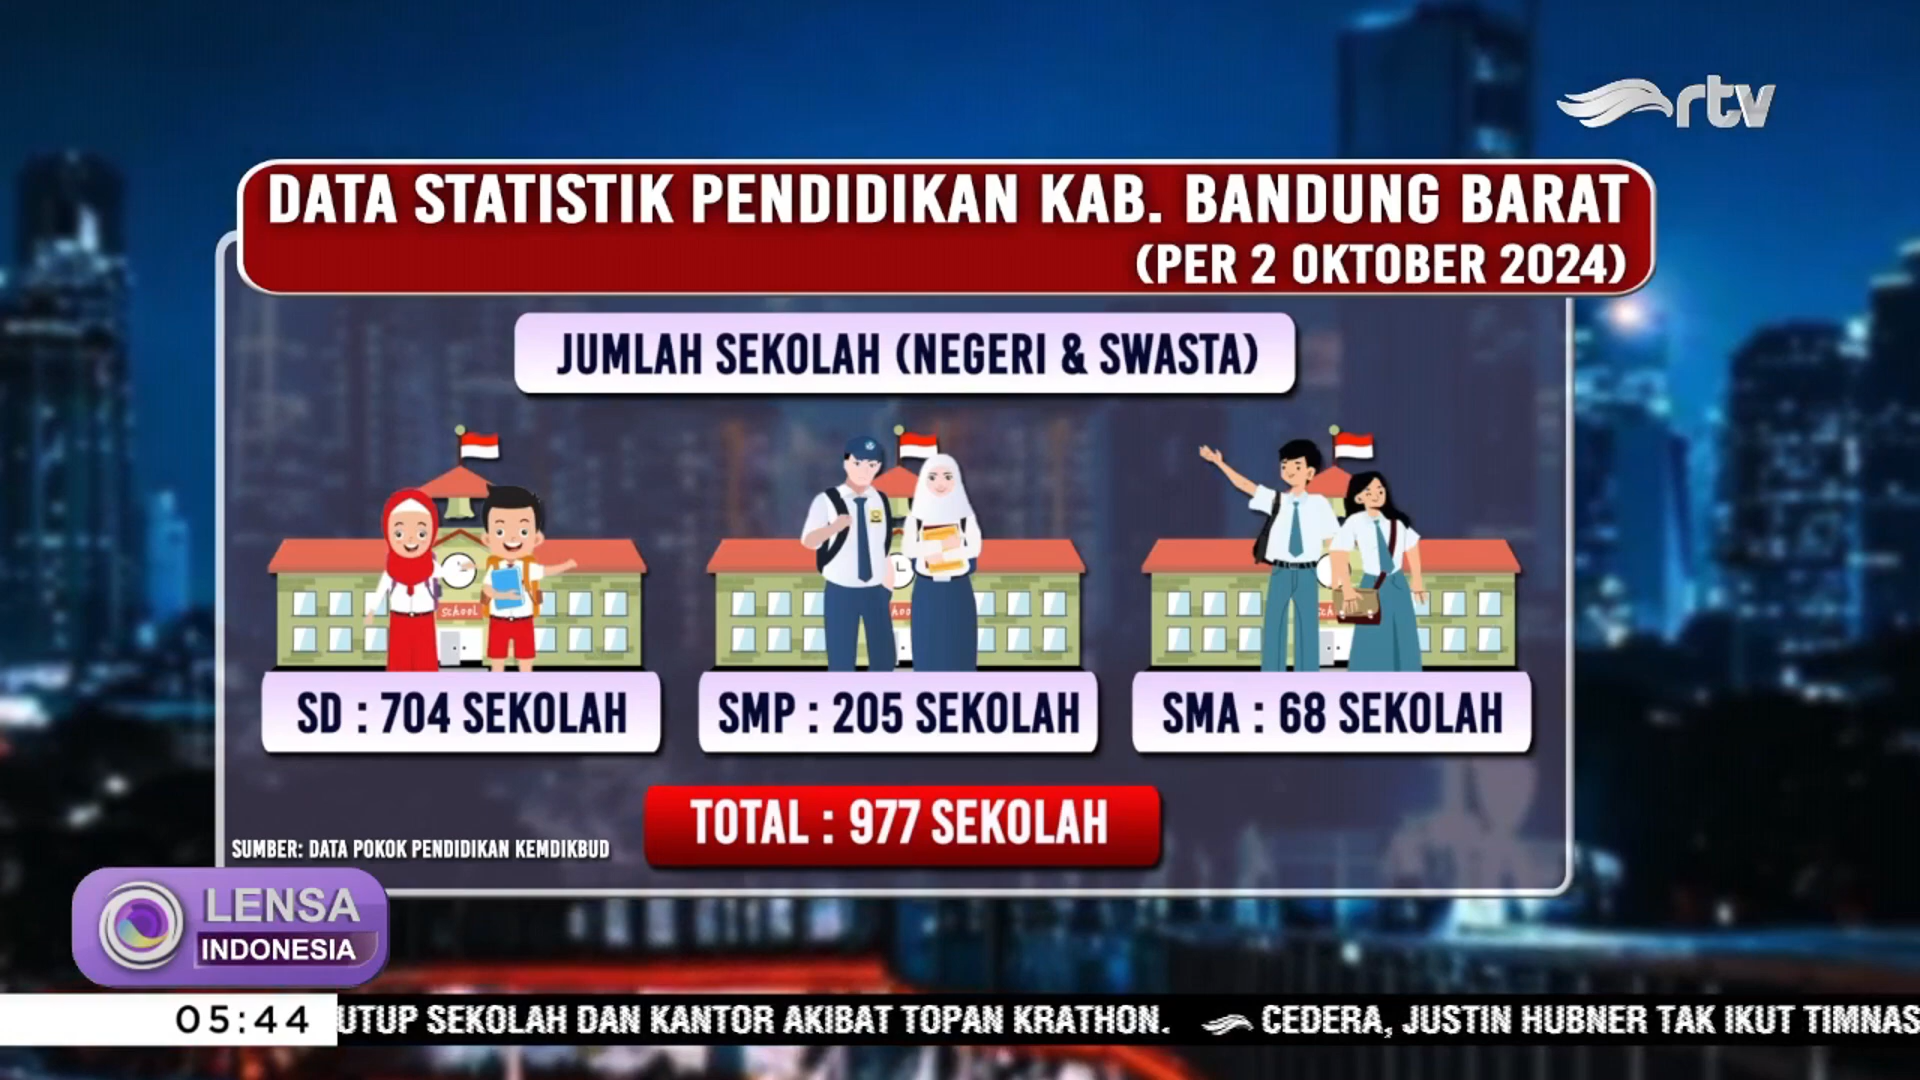 rtv
DATA STATISTIK PENDIDIKAN KAB. BANDUNG BARAT
(PER 2 OKTOBER 2024)
JUMLAH SEKOLAH (NEGERI & SWASTA)
School
SD : 704 SEKOLAH
SMP : 205 SEKOLAH
SMA : 68 SEKOLAH
TOTAL : 977 SEKOLAH
SUMBER: DATA POKOK PENDIDIKAN KEMDIKBUD
LENSA
INDONESIA
05:44 UTUP SEKOLAH DAN KANTOR AKIBAT TOPAN KRATHON. CEDERA, JUSTIN HUBNER TAK IKUT TIMNAS